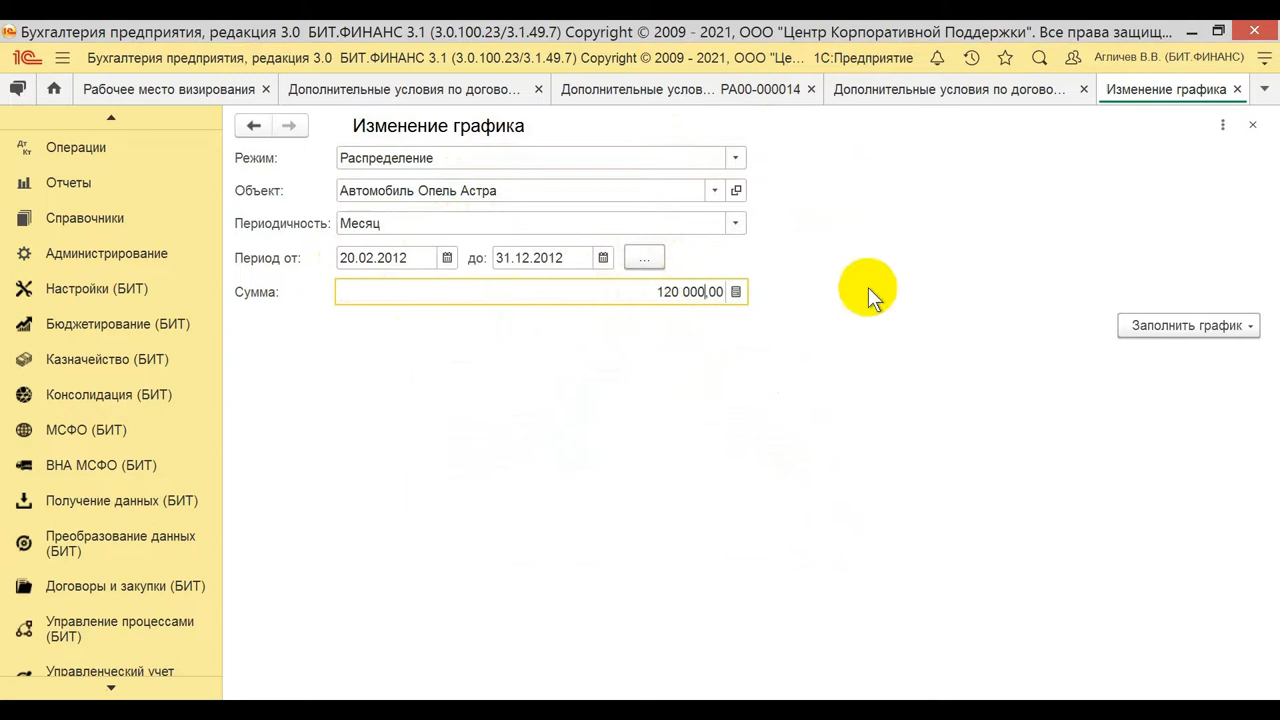 Бухгалтерия предприятия, редакция 3.0 БИТ.ФИНАНС 3.1 (3.0.100.23/3.1.49.7) Copyright © 2009 - 2021, ООО "Центр Корпоративной Поддержки". Все права защищ...
1С Бухгалтерия предприятия, редакция 3.0 БИТ.ФИНАНС 3.1 (3.0.100.23/3.1.49.7) Copyright © 2009 - 2021, ООО "Це... 1С:Предприятие Агличев В.В. (БИТ.ФИНАНС)
Рабочее место визирования Дополнительные условия по догово... Дополнительные услов... РА00-000014 Дополнительные условия по догово... Изменение графика
Изменение графика
Режим: Распределение
Объект: Автомобиль Опель Астра
Периодичность: Месяц
Период от: 20.02.2012 до: 31.12.2012 ...
Сумма: 120 000,00
Заполнить график
Дт
Кт
Операции
Отчеты
Справочники
Администрирование
Настройки (БИТ)
Бюджетирование (БИТ)
Казначейство (БИТ)
Консолидация (БИТ)
МСФО (БИТ)
ВНА МСФО (БИТ)
Получение данных (БИТ)
Преобразование данных
(БИТ)
Договоры и закупки (БИТ)
Управление процессами
(БИТ)
Управленческий учет